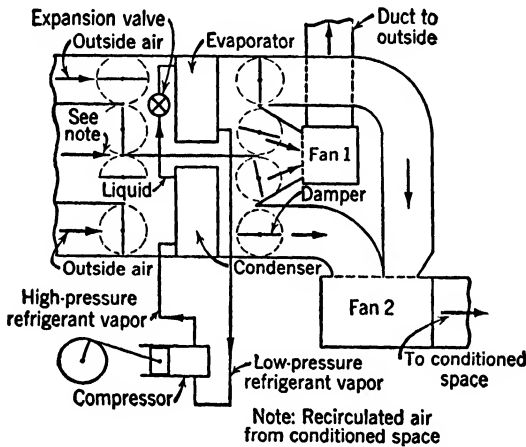 Expansion valve
Outside air
Evaporator
Duct to
outside
See
note
Fan 1
Liquid
Damper
Outside air
Condenser
High-pressure
refrigerant vapor
Fan 2
Low-pressure
refrigerant vapor
To conditioned
space
Compressor
Note: Recirculated air
from conditioned space